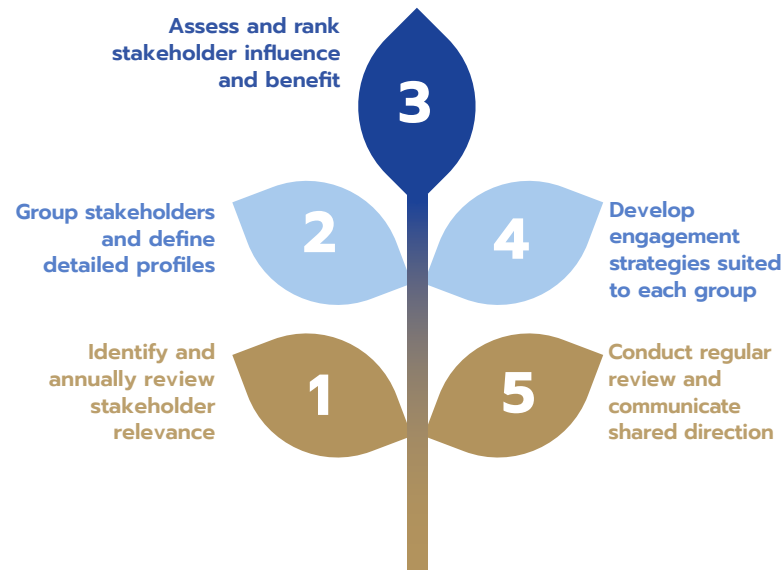 Assess and rank
stakeholder influence
and benefit
3
Group stakeholders
and define
detailed profiles
2
4
Develop
engagement
strategies suited
to each group
Identify and
annually review
stakeholder
relevance
1
5
Conduct regular
review and
communicate
shared direction